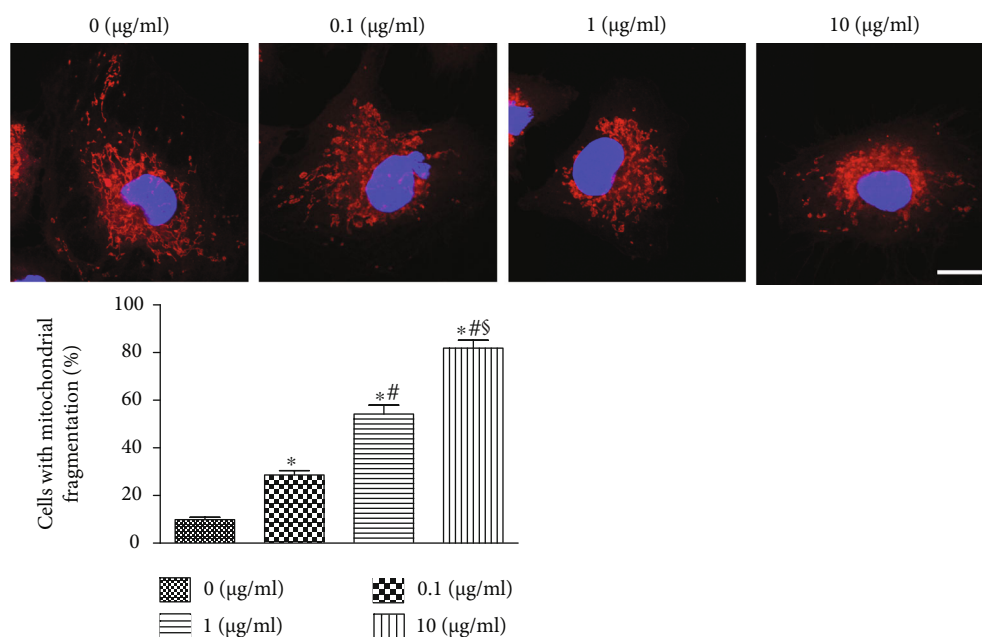 0 (μg/ml) 0.1 (μg/ml) 1 (μg/ml) 10 (μg/ml)
Cells with mitochondrial
fragmentation (%)
100
80
60
40
20
0
*
*#
*#§
0 (μg/ml) 0.1 (μg/ml)
1 (μg/ml) 10 (μg/ml)